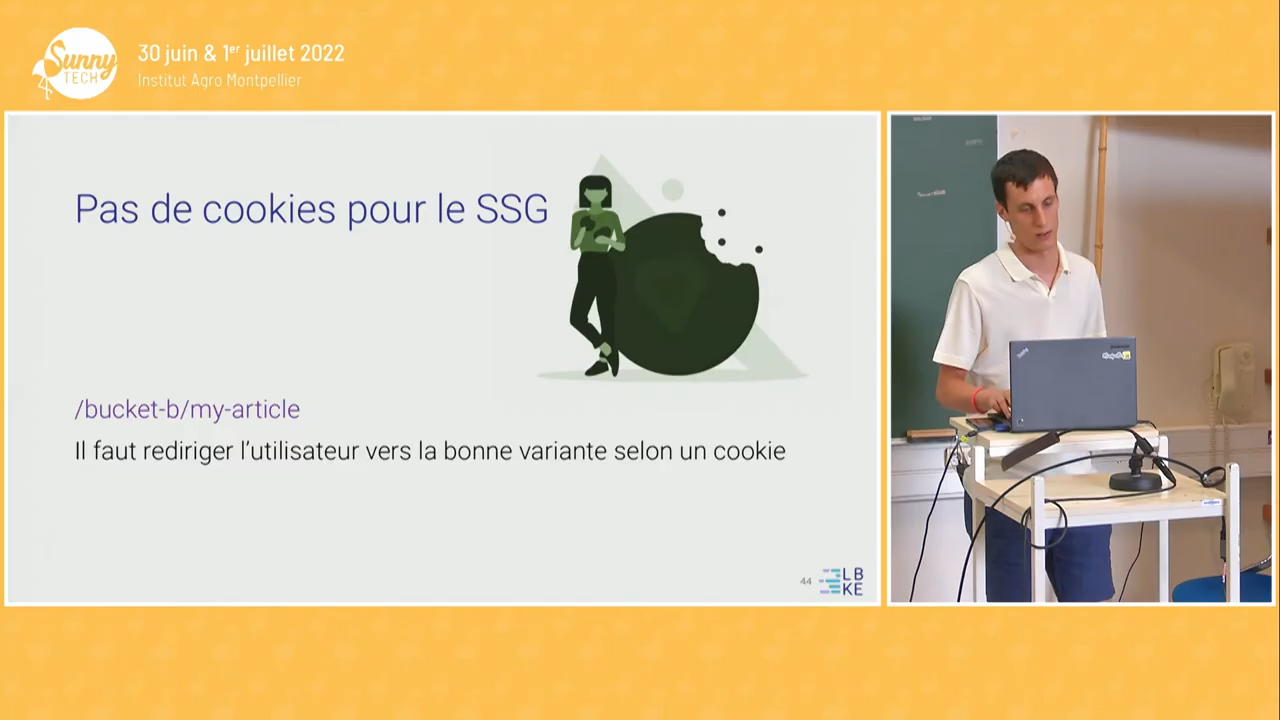 Sunny
TECH
30 juin & 1er juillet 2022
Institut Agro Montpellier
Pas de cookies pour le SSG
/bucket-b/my-article
Il faut rediriger l’utilisateur vers la bonne variante selon un cookie
44
LB
KE